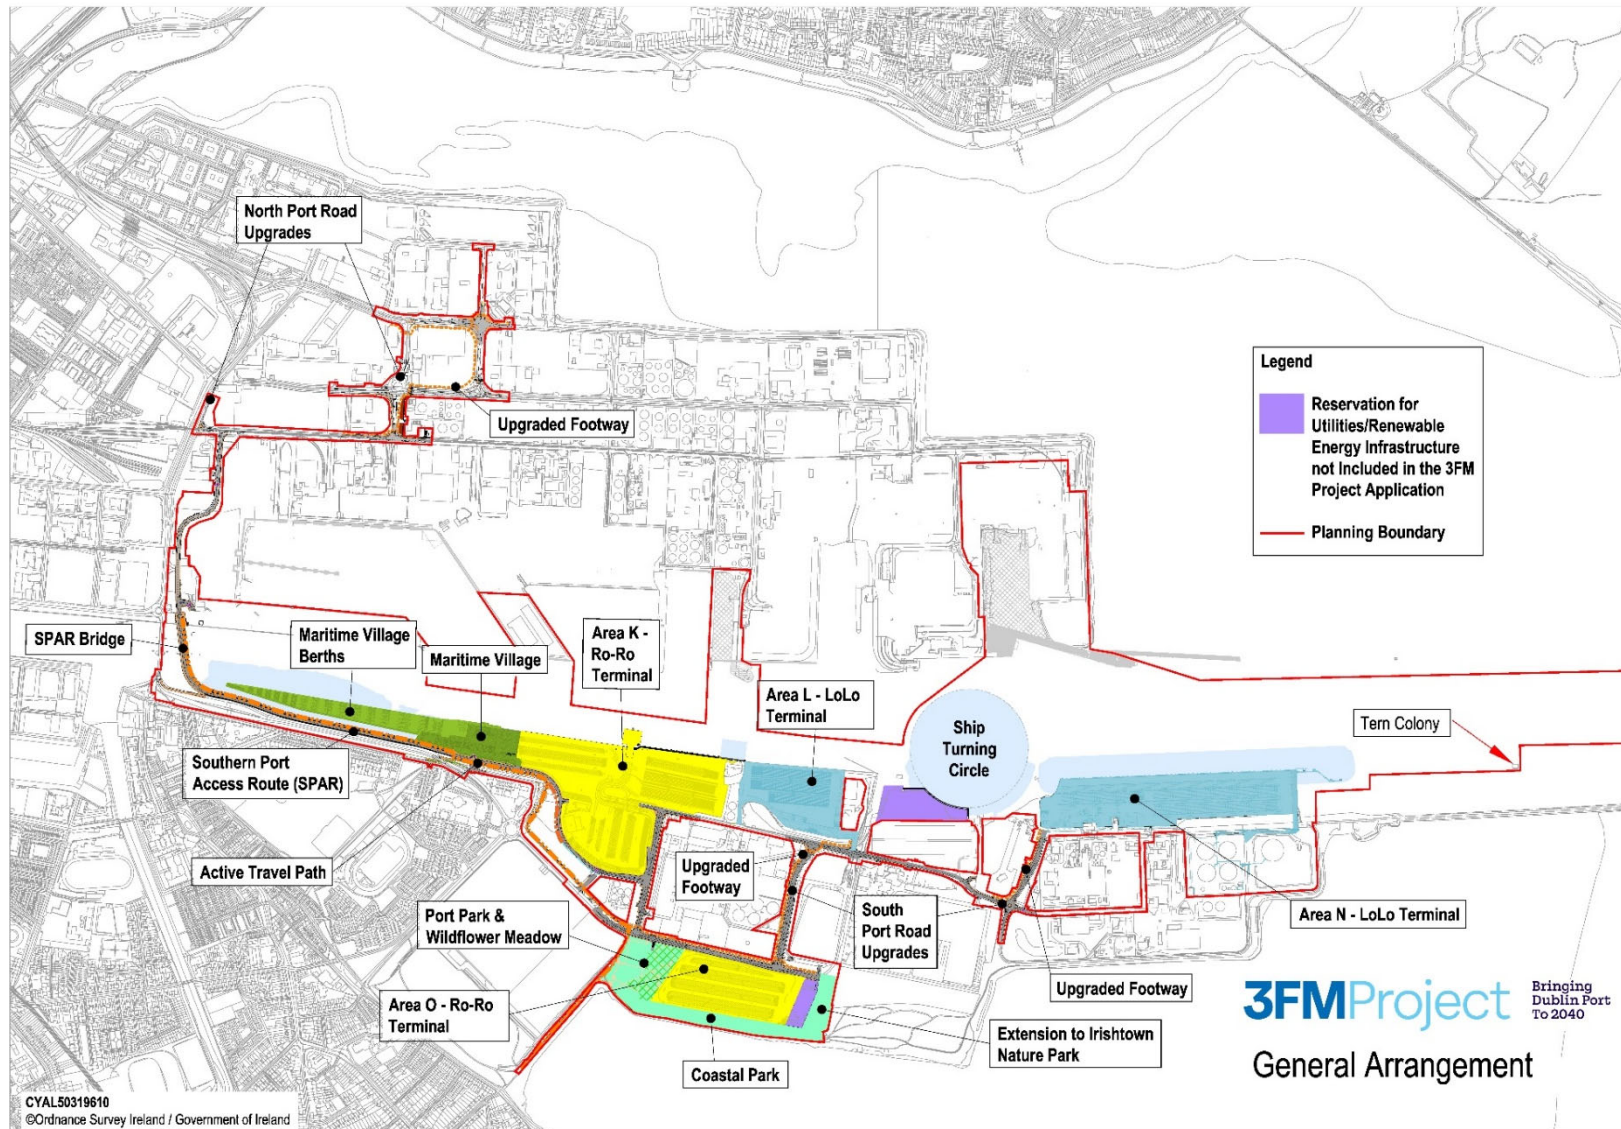 North Port Road
Upgrades
Upgraded Footway
Legend
Reservation for
Utilities/Renewable
Energy Infrastructure
not Included in the 3FM
Project Application
Planning Boundary
SPAR Bridge
Maritime Village
Berths
Maritime Village
Area K -
Ro-Ro
Terminal
Area L - LoLo
Terminal
Ship
Turning
Circle
Tern Colony
Southern Port
Access Route (SPAR)
Active Travel Path
Upgraded
Footway
South
Port Road
Upgrades
Area N - LoLo Terminal
Port Park &
Wildflower Meadow
Area O - Ro-Ro
Terminal
Upgraded Footway
Extension to Irishtown
Nature Park
Coastal Park
3FMProject
Bringing
Dublin Port
To 2040
General Arrangement
CYAL50319610
©Ordnance Survey Ireland / Government of Ireland